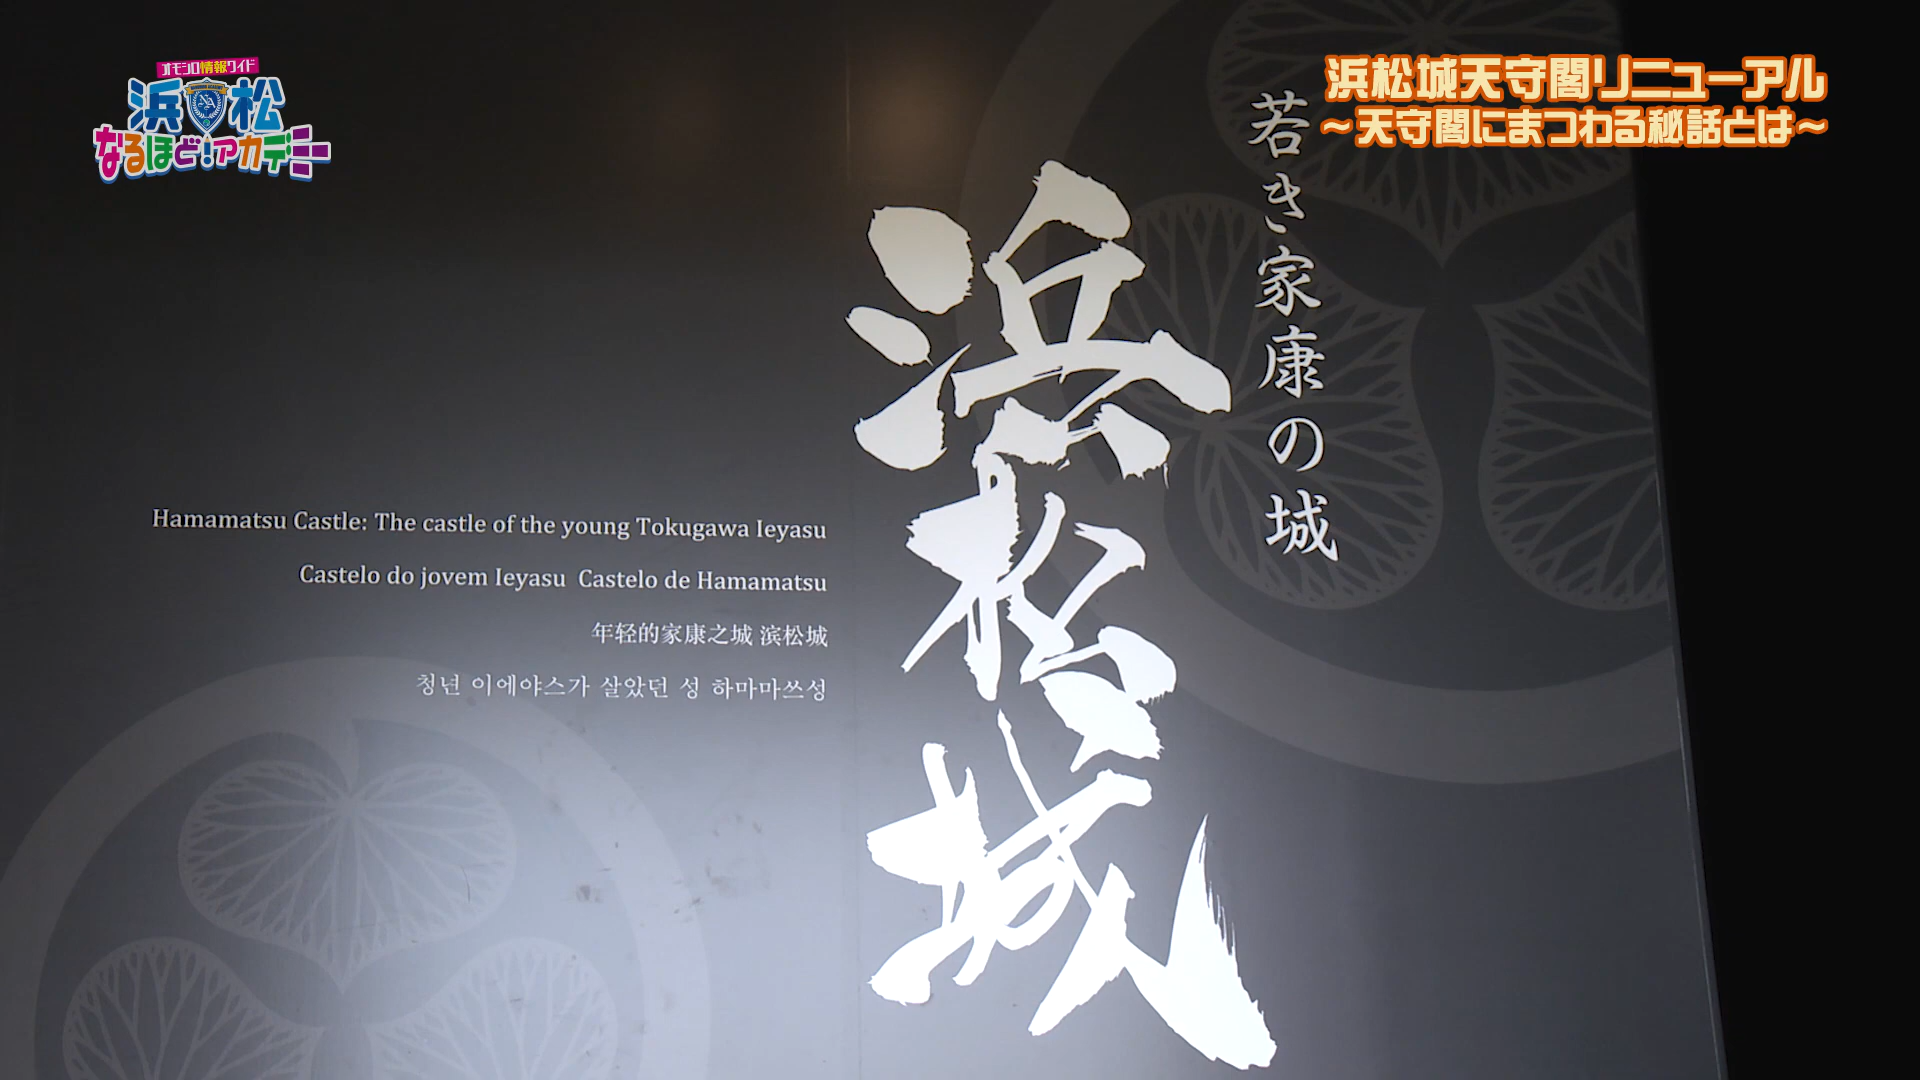 オモシロ情報ワイド
浜松
なるほど!アカデミー
浜松城天守閣リニューアル
~天守閣にまつわる秘話とは~
若き家康の城
浜松城
Hamamatsu Castle: The castle of the young Tokugawa Ieyasu
Castelo do jovem Ieyasu Castelo de Hamamatsu
年轻的家康之城 滨松城
청년 이에야스가 살았던 성 하마마쓰성